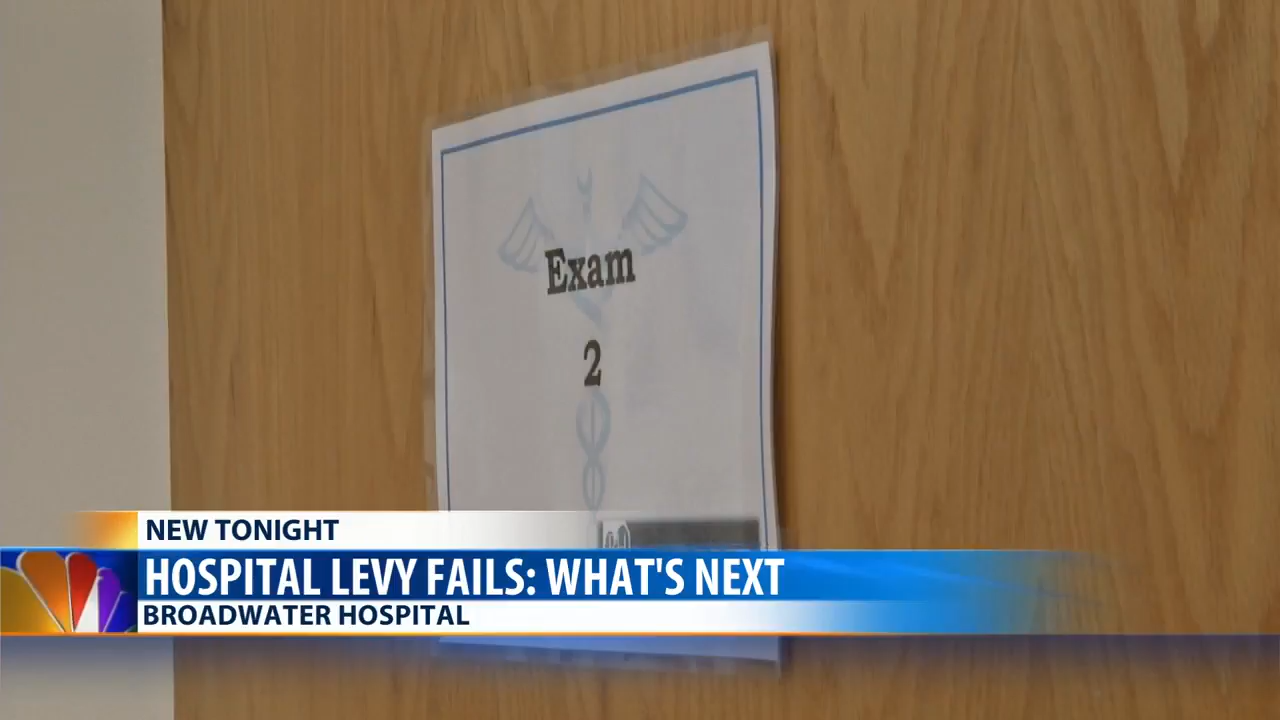 Exam
2
NEW TONIGHT
HOSPITAL LEVY FAILS: WHAT'S NEXT
BROADWATER HOSPITAL